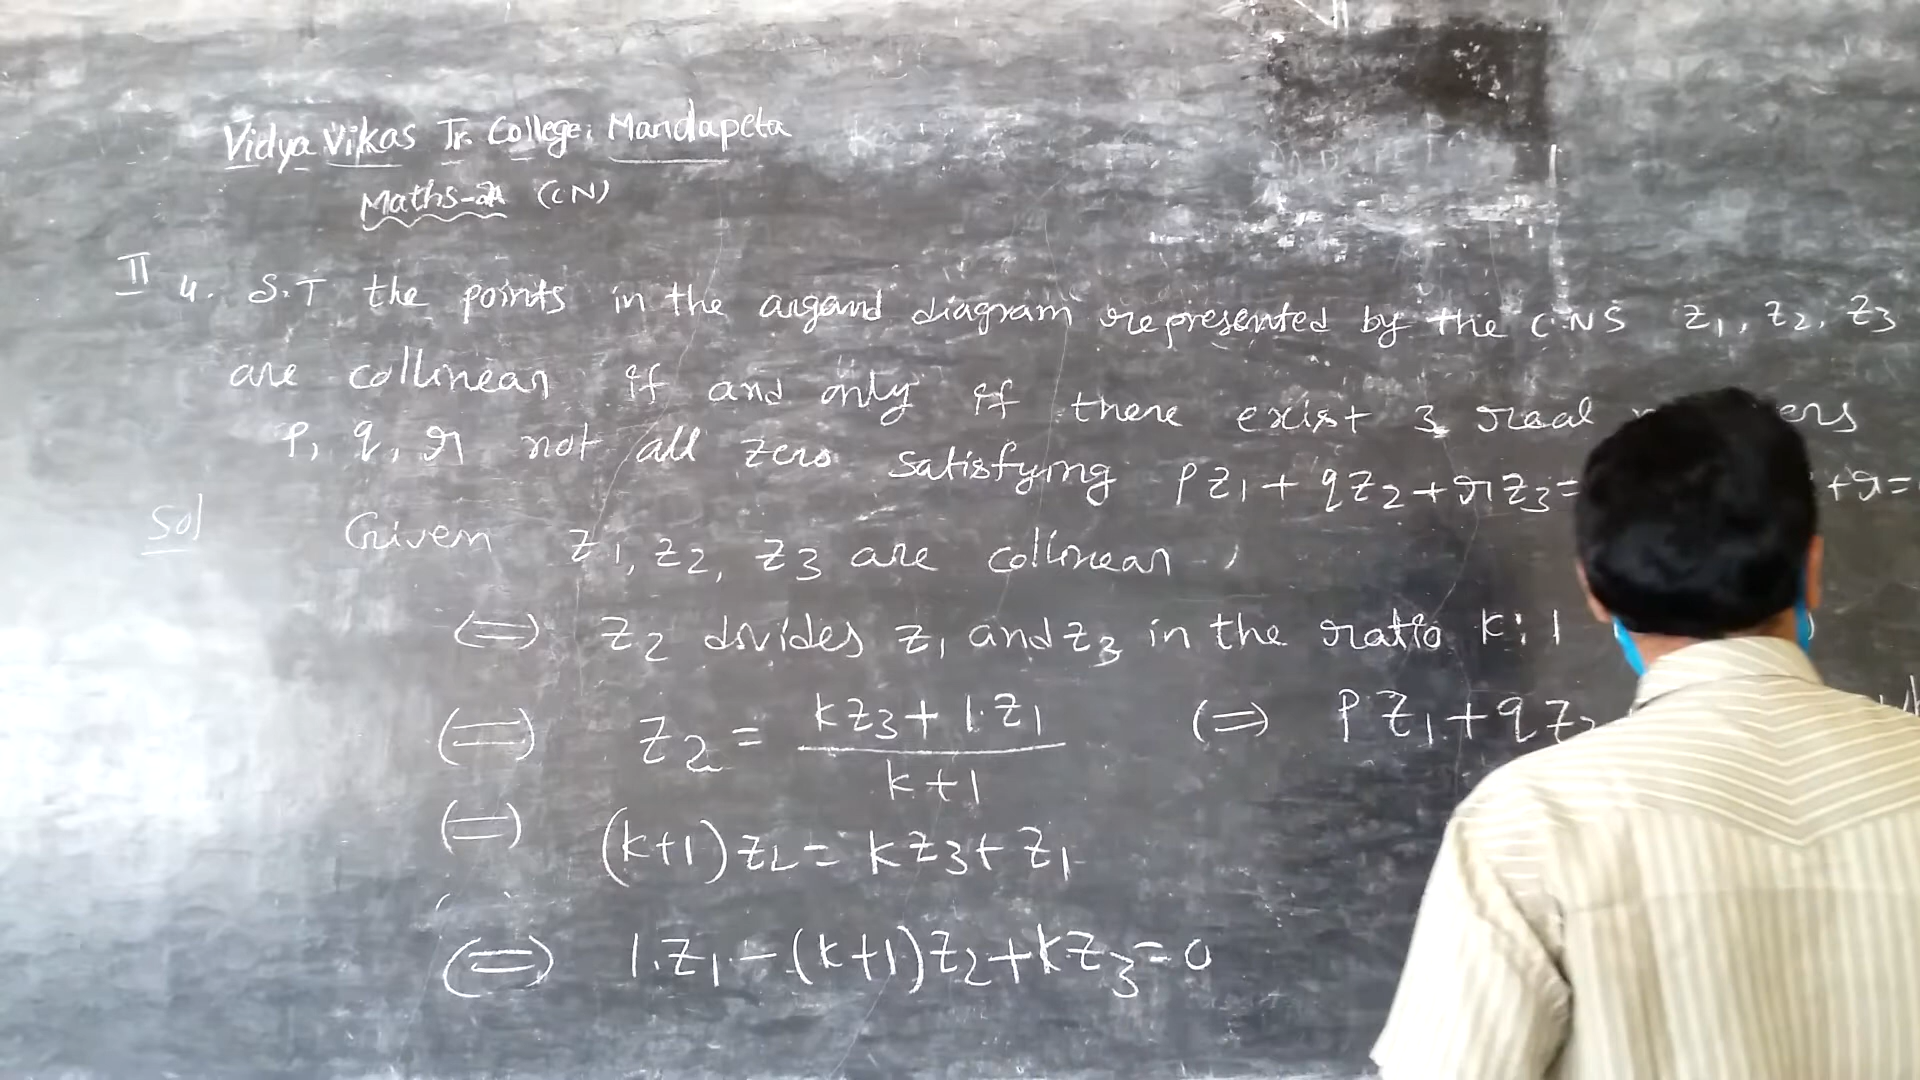 Vidya Vikas Jr. College, Mandapeta
Maths-2A (CN)
II 4. S.T the points in the argand diagram represented by the C.NS z₁, z₂, z₃
are collinear if and only if there exist 3 real
p, q, r not all zero satisfying pz₁ + qz₂ + rz₃ = +r=
Sol Given z₁, z₂, z₃ are collinear,
⟺ z₂ divides z₁ and z₃ in the ratio k:1
⟺ z₂ = (kz₃ + 1.z₁)/(k+1) ⟺ pz₁ + qz₂
⟺ (k+1)z₂ = kz₃ + z₁
⟺ 1.z₁ - (k+1)z₂ + kz₃ = 0